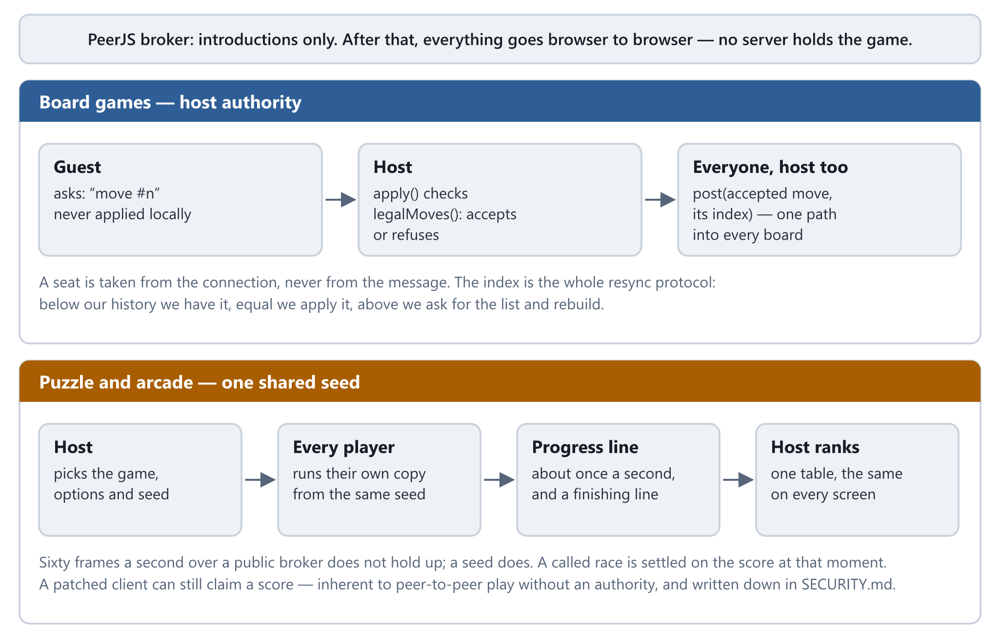 PeerJS broker: introductions only. After that, everything goes browser to browser — no server holds the game.
Board games — host authority
Guest
asks: “move #n”
never applied locally
Host
apply() checks
legalMoves(): accepts
or refuses
Everyone, host too
post(accepted move,
its index) — one path
into every board
A seat is taken from the connection, never from the message. The index is the whole resync protocol:
below our history we have it, equal we apply it, above we ask for the list and rebuild.
Puzzle and arcade — one shared seed
Host
picks the game,
options and seed
Every player
runs their own copy
from the same seed
Progress line
about once a second,
and a finishing line
Host ranks
one table, the same
on every screen
Sixty frames a second over a public broker does not hold up; a seed does. A called race is settled on the score at that moment.
A patched client can still claim a score — inherent to peer-to-peer play without an authority, and written down in SECURITY.md.